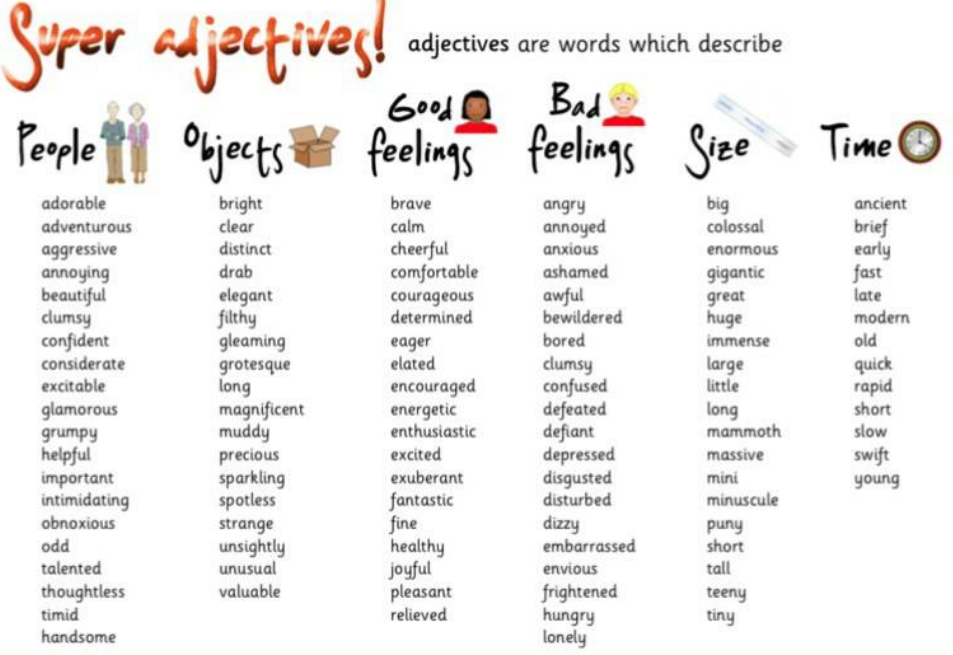 Super adjectives! adjectives are words which describe
People
Objects
Good feelings
Bad feelings
Size
Time
adorable
adventurous
aggressive
annoying
beautiful
clumsy
confident
considerate
excitable
glamorous
grumpy
helpful
important
intimidating
obnoxious
odd
talented
thoughtless
timid
handsome
bright
clear
distinct
drab
elegant
filthy
gleaming
grotesque
long
magnificent
muddy
precious
sparkling
spotless
strange
unsightly
unusual
valuable
brave
calm
cheerful
comfortable
courageous
determined
eager
elated
encouraged
energetic
enthusiastic
excited
exuberant
fantastic
fine
healthy
joyful
pleasant
relieved
angry
annoyed
anxious
ashamed
awful
bewildered
bored
clumsy
confused
defeated
defiant
depressed
disgusted
disturbed
dizzy
embarrassed
envious
frightened
hungry
lonely
big
colossal
enormous
gigantic
great
huge
immense
large
little
long
mammoth
massive
mini
minuscule
puny
short
tall
teeny
tiny
ancient
brief
early
fast
late
modern
old
quick
rapid
short
slow
swift
young